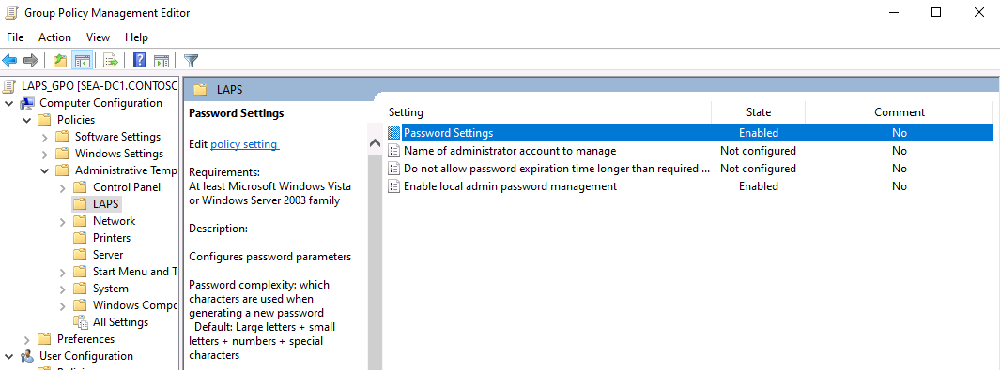 Group Policy Management Editor
File Action View Help
LAPS_GPO [SEA-DC1.CONTOSO
Computer Configuration
Policies
Software Settings
Windows Settings
Administrative Temp
Control Panel
LAPS
Network
Printers
Server
Start Menu and T
System
Windows Compo
All Settings
Preferences
User Configuration
LAPS
Password Settings
Edit policy setting
Requirements:
At least Microsoft Windows Vista
or Windows Server 2003 family
Description:
Configures password parameters
Password complexity: which
characters are used when
generating a new password
Default: Large letters + small
letters + numbers + special
characters
Setting State Comment
Password Settings Enabled No
Name of administrator account to manage Not configured No
Do not allow password expiration time longer than required ... Not configured No
Enable local admin password management Enabled No